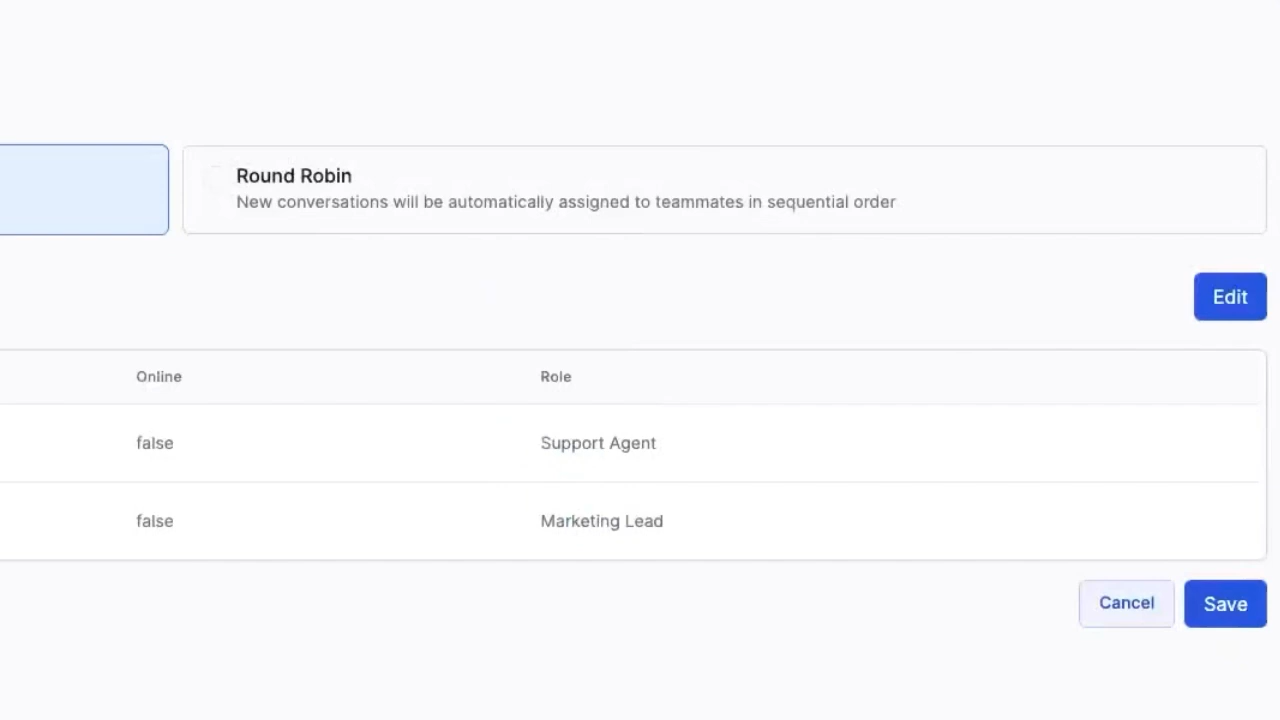 Round Robin
New conversations will be automatically assigned to teammates in sequential order
Edit
Online Role
false Support Agent
false Marketing Lead
Cancel Save